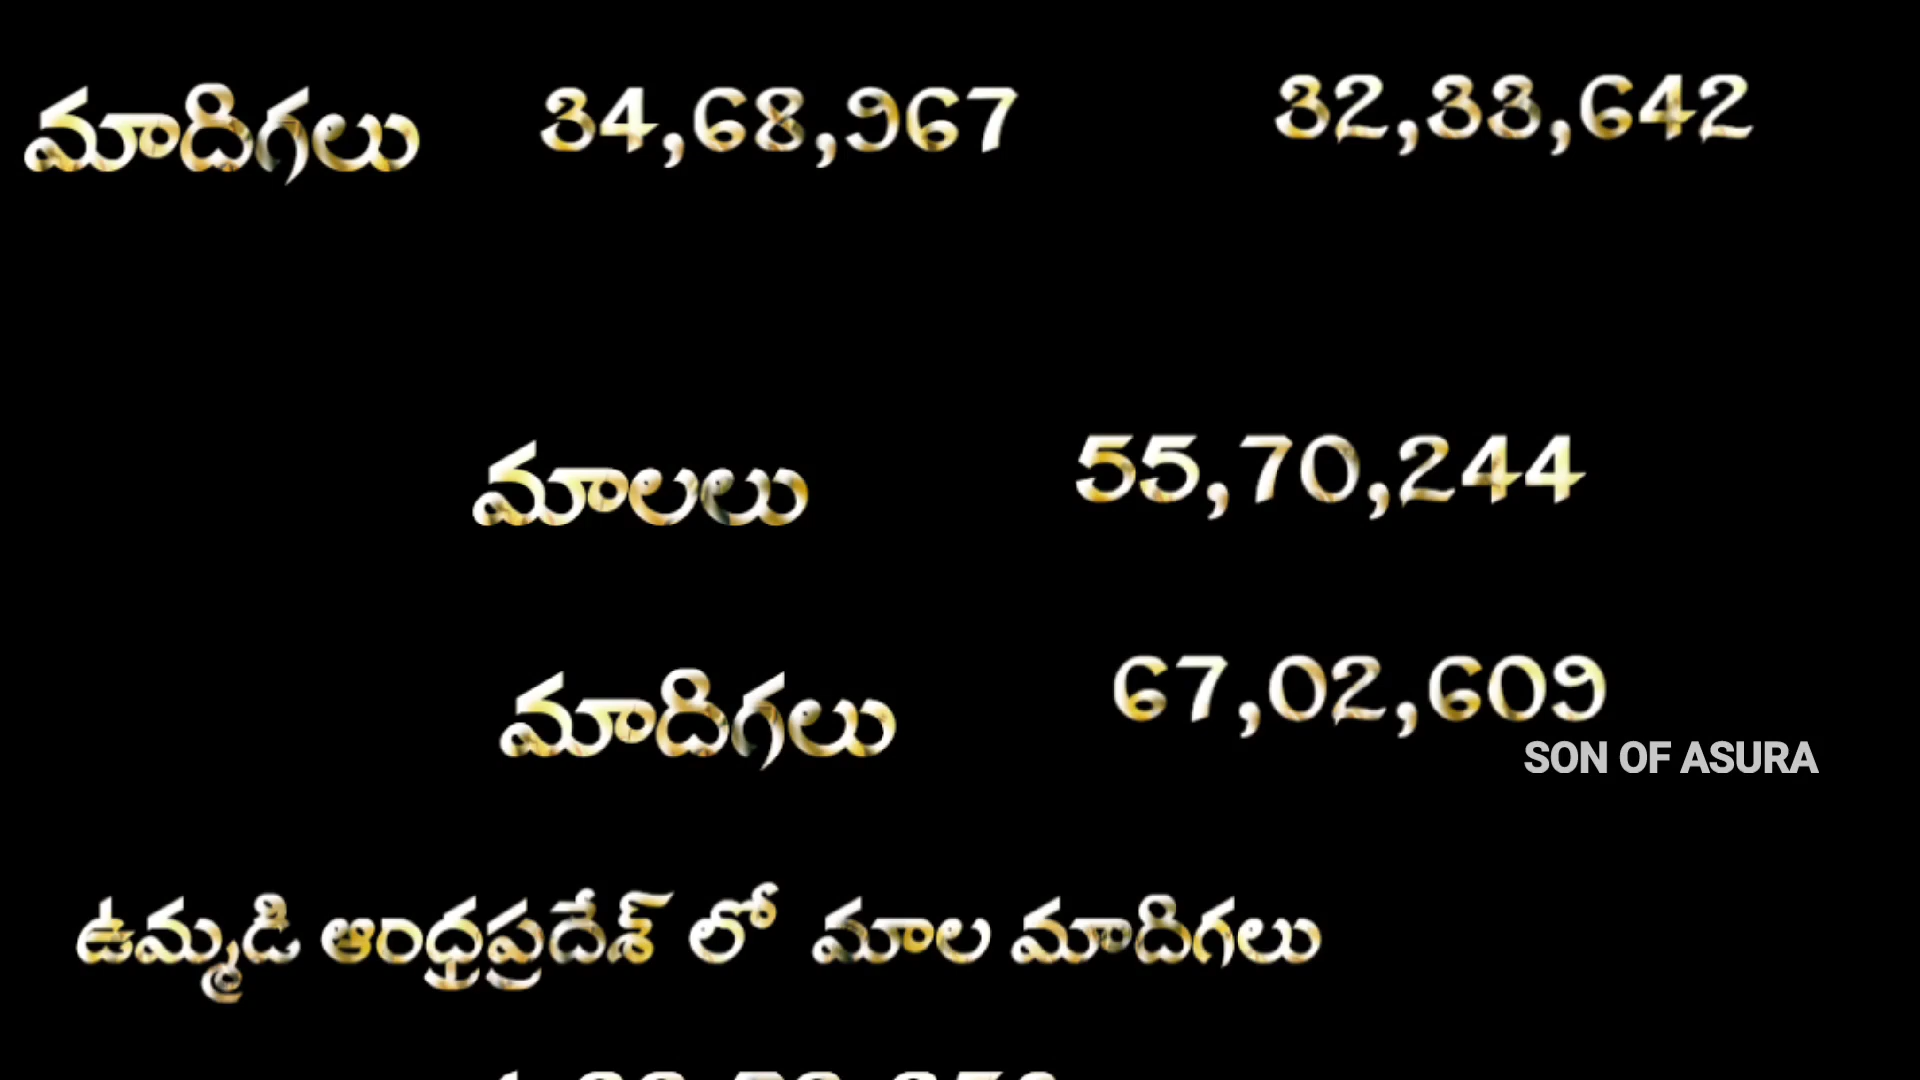 మాదిగలు 34,68,967 32,33,642
మాలలు 55,70,244
మాదిగలు 67,02,609
SON OF ASURA
ఉమ్మడి ఆంధ్రప్రదేశ్ లో మాల మాదిగలు